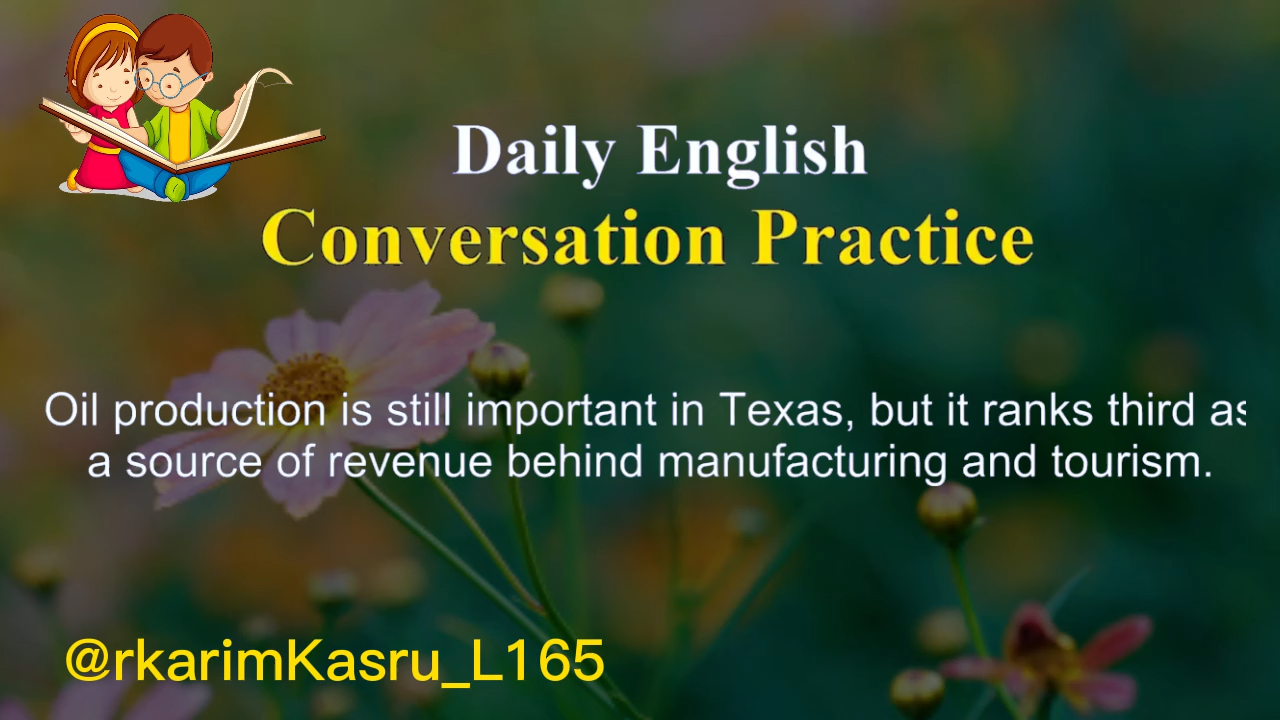 Daily English
Conversation Practice
Oil production is still important in Texas, but it ranks third as
a source of revenue behind manufacturing and tourism.
@rkarimKasru_L165